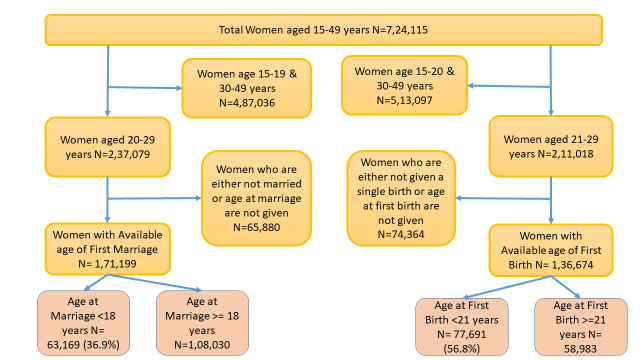 Total Women aged 15-49 years N=7,24,115
Women age 15-19 &
30-49 years
N=4,87,036
Women age 15-20 &
30-49 years
N=5,13,097
Women aged 20-29
years N=2,37,079
Women aged 21-29
years N=2,11,018
Women who are
either not married
or age at marriage
are not given
N=65,880
Women who are
either not given a
single birth or age
at first birth are
not given
N=74,364
Women with Available
age of First Marriage
N= 1,71,199
Women with
Available age of First
Birth N= 1,36,674
Age at
Marriage <18
years N=
63,169 (36.9%)
Age at
Marriage >= 18
years
N=1,08,030
Age at First
Birth <21 years
N= 77,691
(56.8%)
Age at First
Birth >=21
years N=
58,983